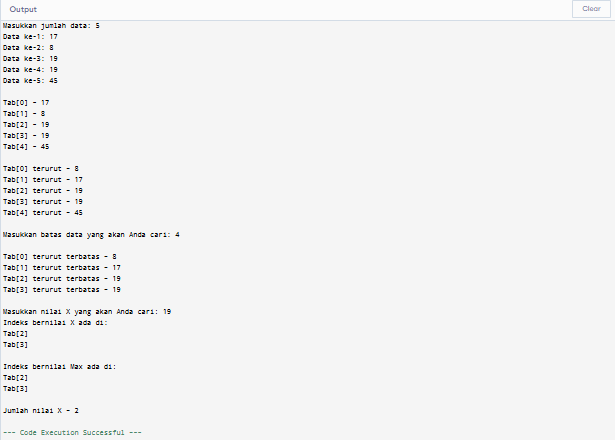 Output
Clear
Masukkan jumlah data: 5
Data ke-1: 17
Data ke-2: 8
Data ke-3: 19
Data ke-4: 19
Data ke-5: 45
Tab[0] = 17
Tab[1] = 8
Tab[2] = 19
Tab[3] = 19
Tab[4] = 45
Tab[0] terurut = 8
Tab[1] terurut = 17
Tab[2] terurut = 19
Tab[3] terurut = 19
Tab[4] terurut = 45
Masukkan batas data yang akan Anda cari: 4
Tab[0] terurut terbatas = 8
Tab[1] terurut terbatas = 17
Tab[2] terurut terbatas = 19
Tab[3] terurut terbatas = 19
Masukkan nilai X yang akan Anda cari: 19
Indeks bernilai X ada di:
Tab[2]
Tab[3]
Indeks bernilai Max ada di:
Tab[2]
Tab[3]
Jumlah nilai X = 2
--- Code Execution Successful ---